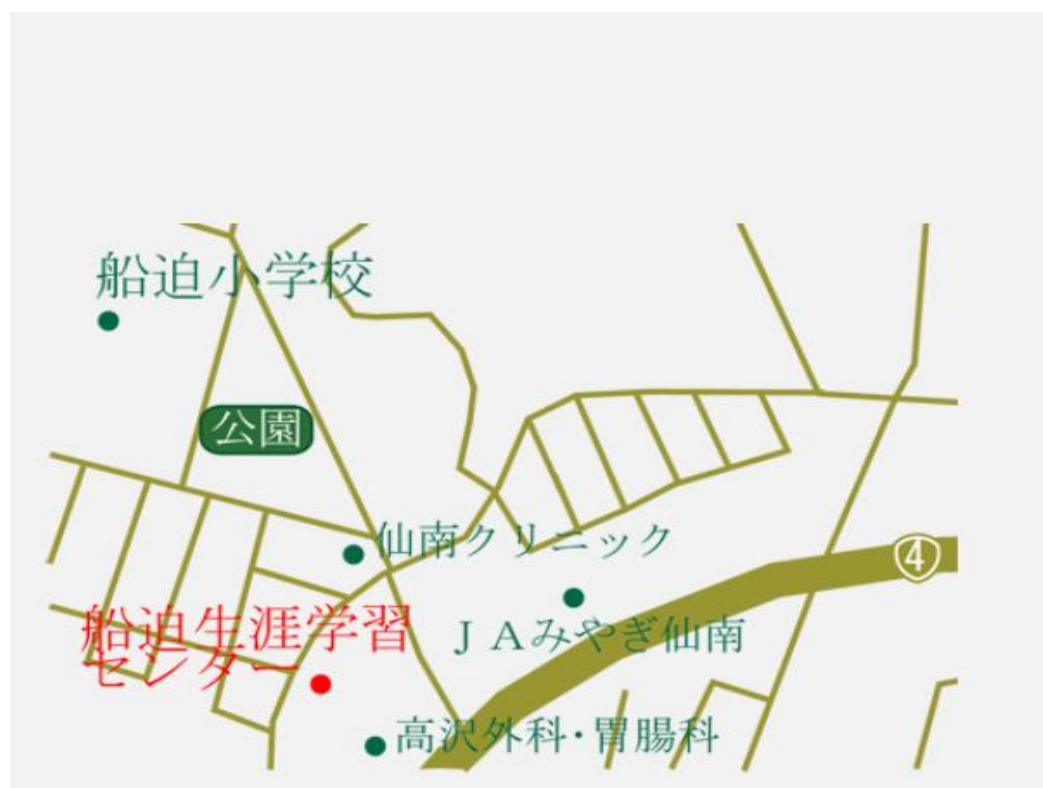 船迫小学校
公園
仙南クリニック
4
船迫生涯学習
センター
ＪＡみやぎ仙南
高沢外科・胃腸科